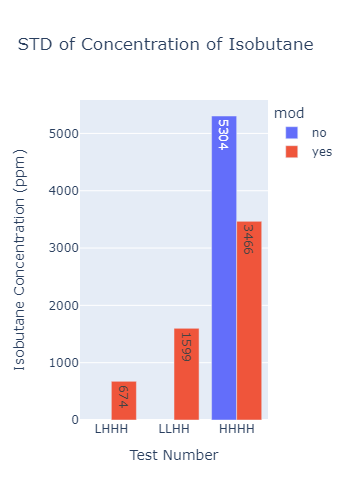 STD of Concentration of Isobutane
mod
no
yes
Isobutane Concentration (ppm)
5000
4000
3000
2000
1000
0
674
1599
5304
3466
LHHH
LLHH
HHHH
Test Number